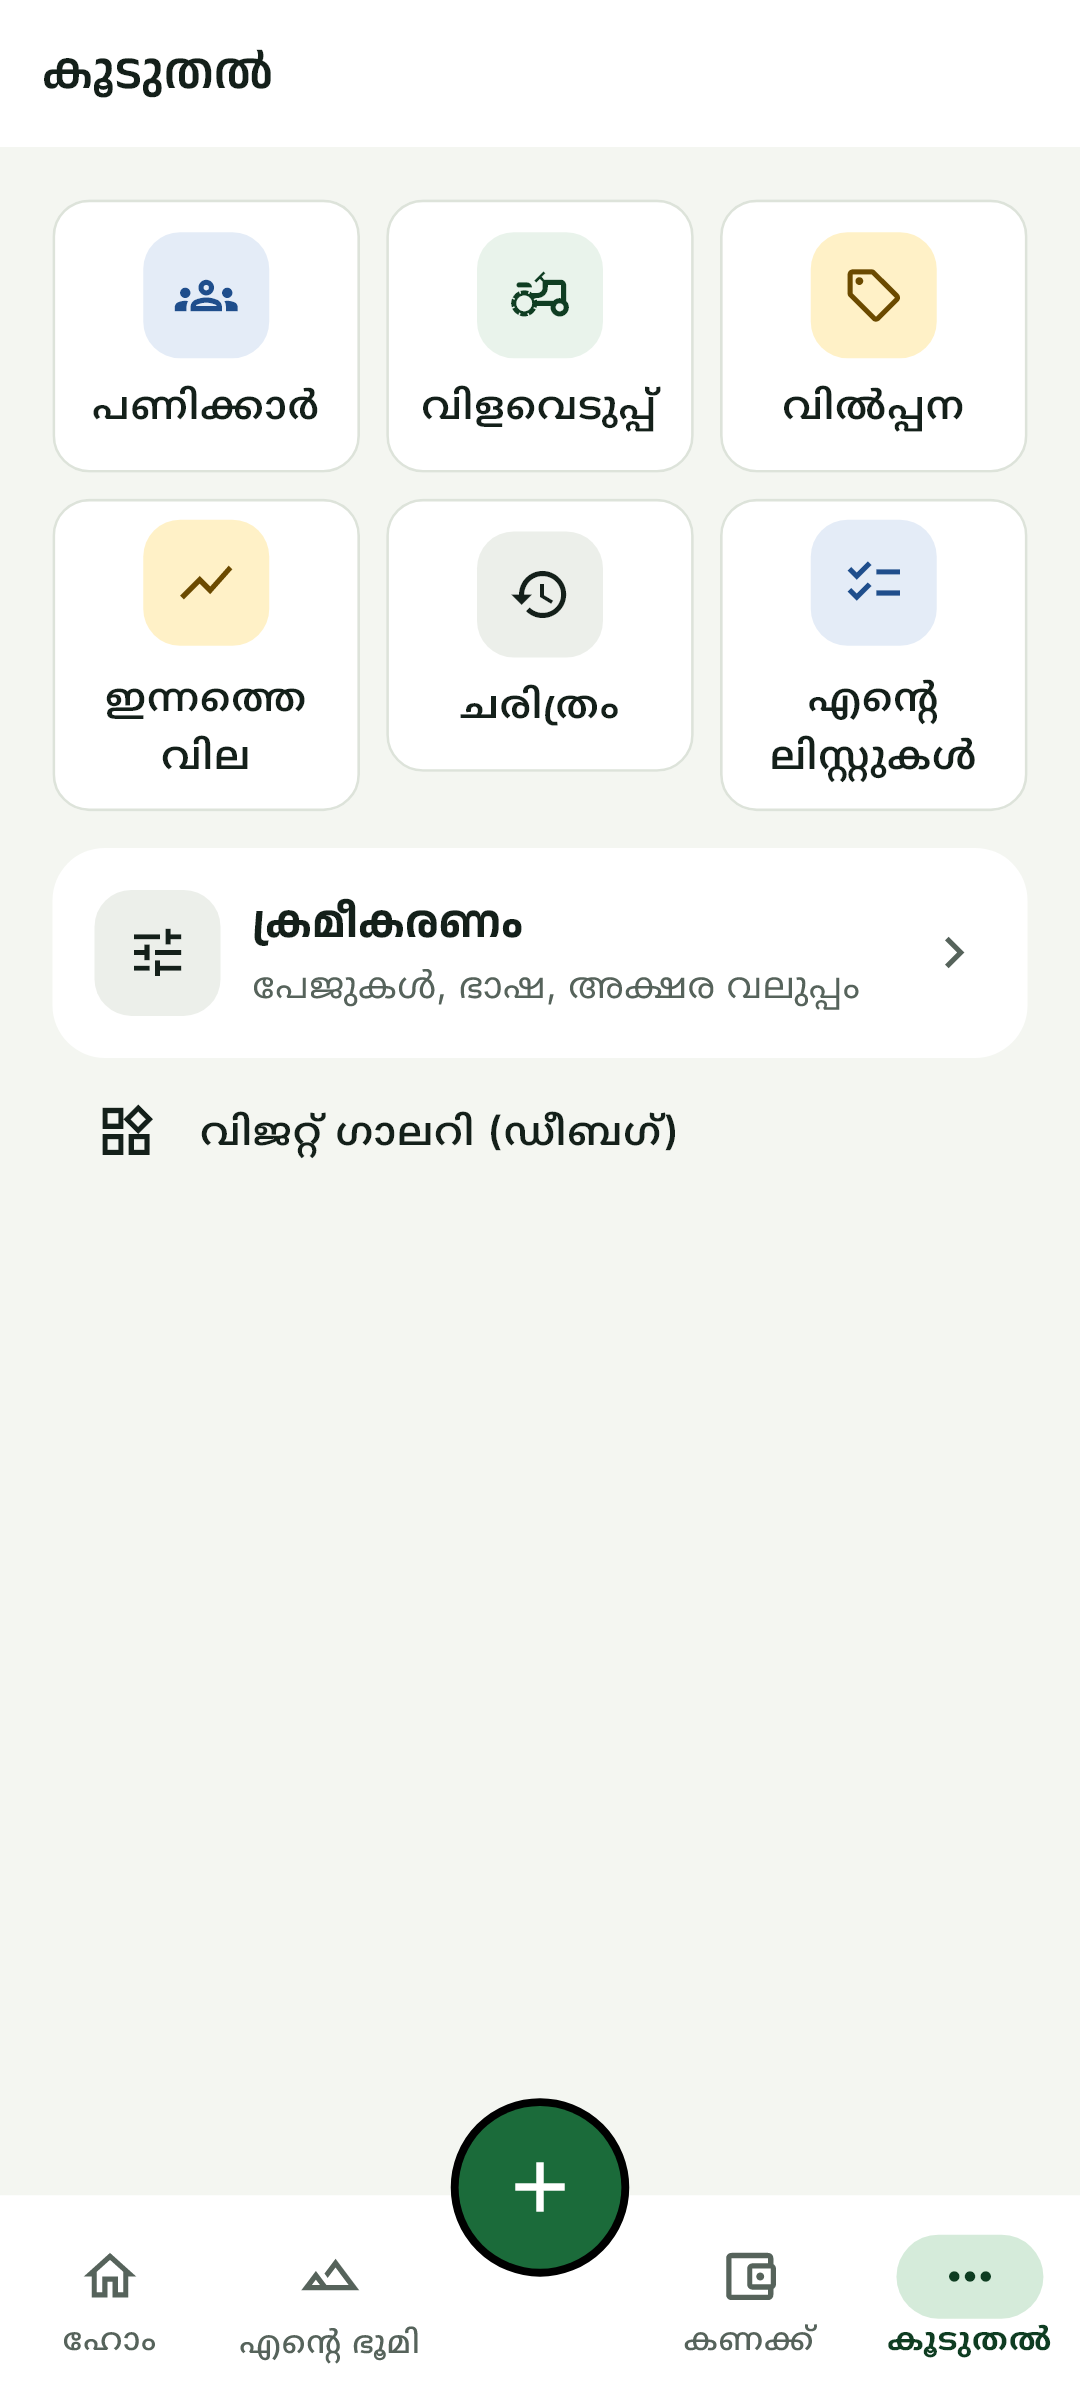 കൂടുതൽ
പണിക്കാർ
വിളവെടുപ്പ്
വിൽപ്പന
ഇന്നത്തെ
വില
ചരിത്രം
എന്റെ
ലിസ്റ്റുകൾ
ക്രമീകരണം
പേജുകൾ, ഭാഷ, അക്ഷര വലുപ്പം
വിജറ്റ് ഗാലറി (ഡീബഗ്)
ഹോം
എന്റെ ഭൂമി
കണക്ക്
കൂടുതൽ